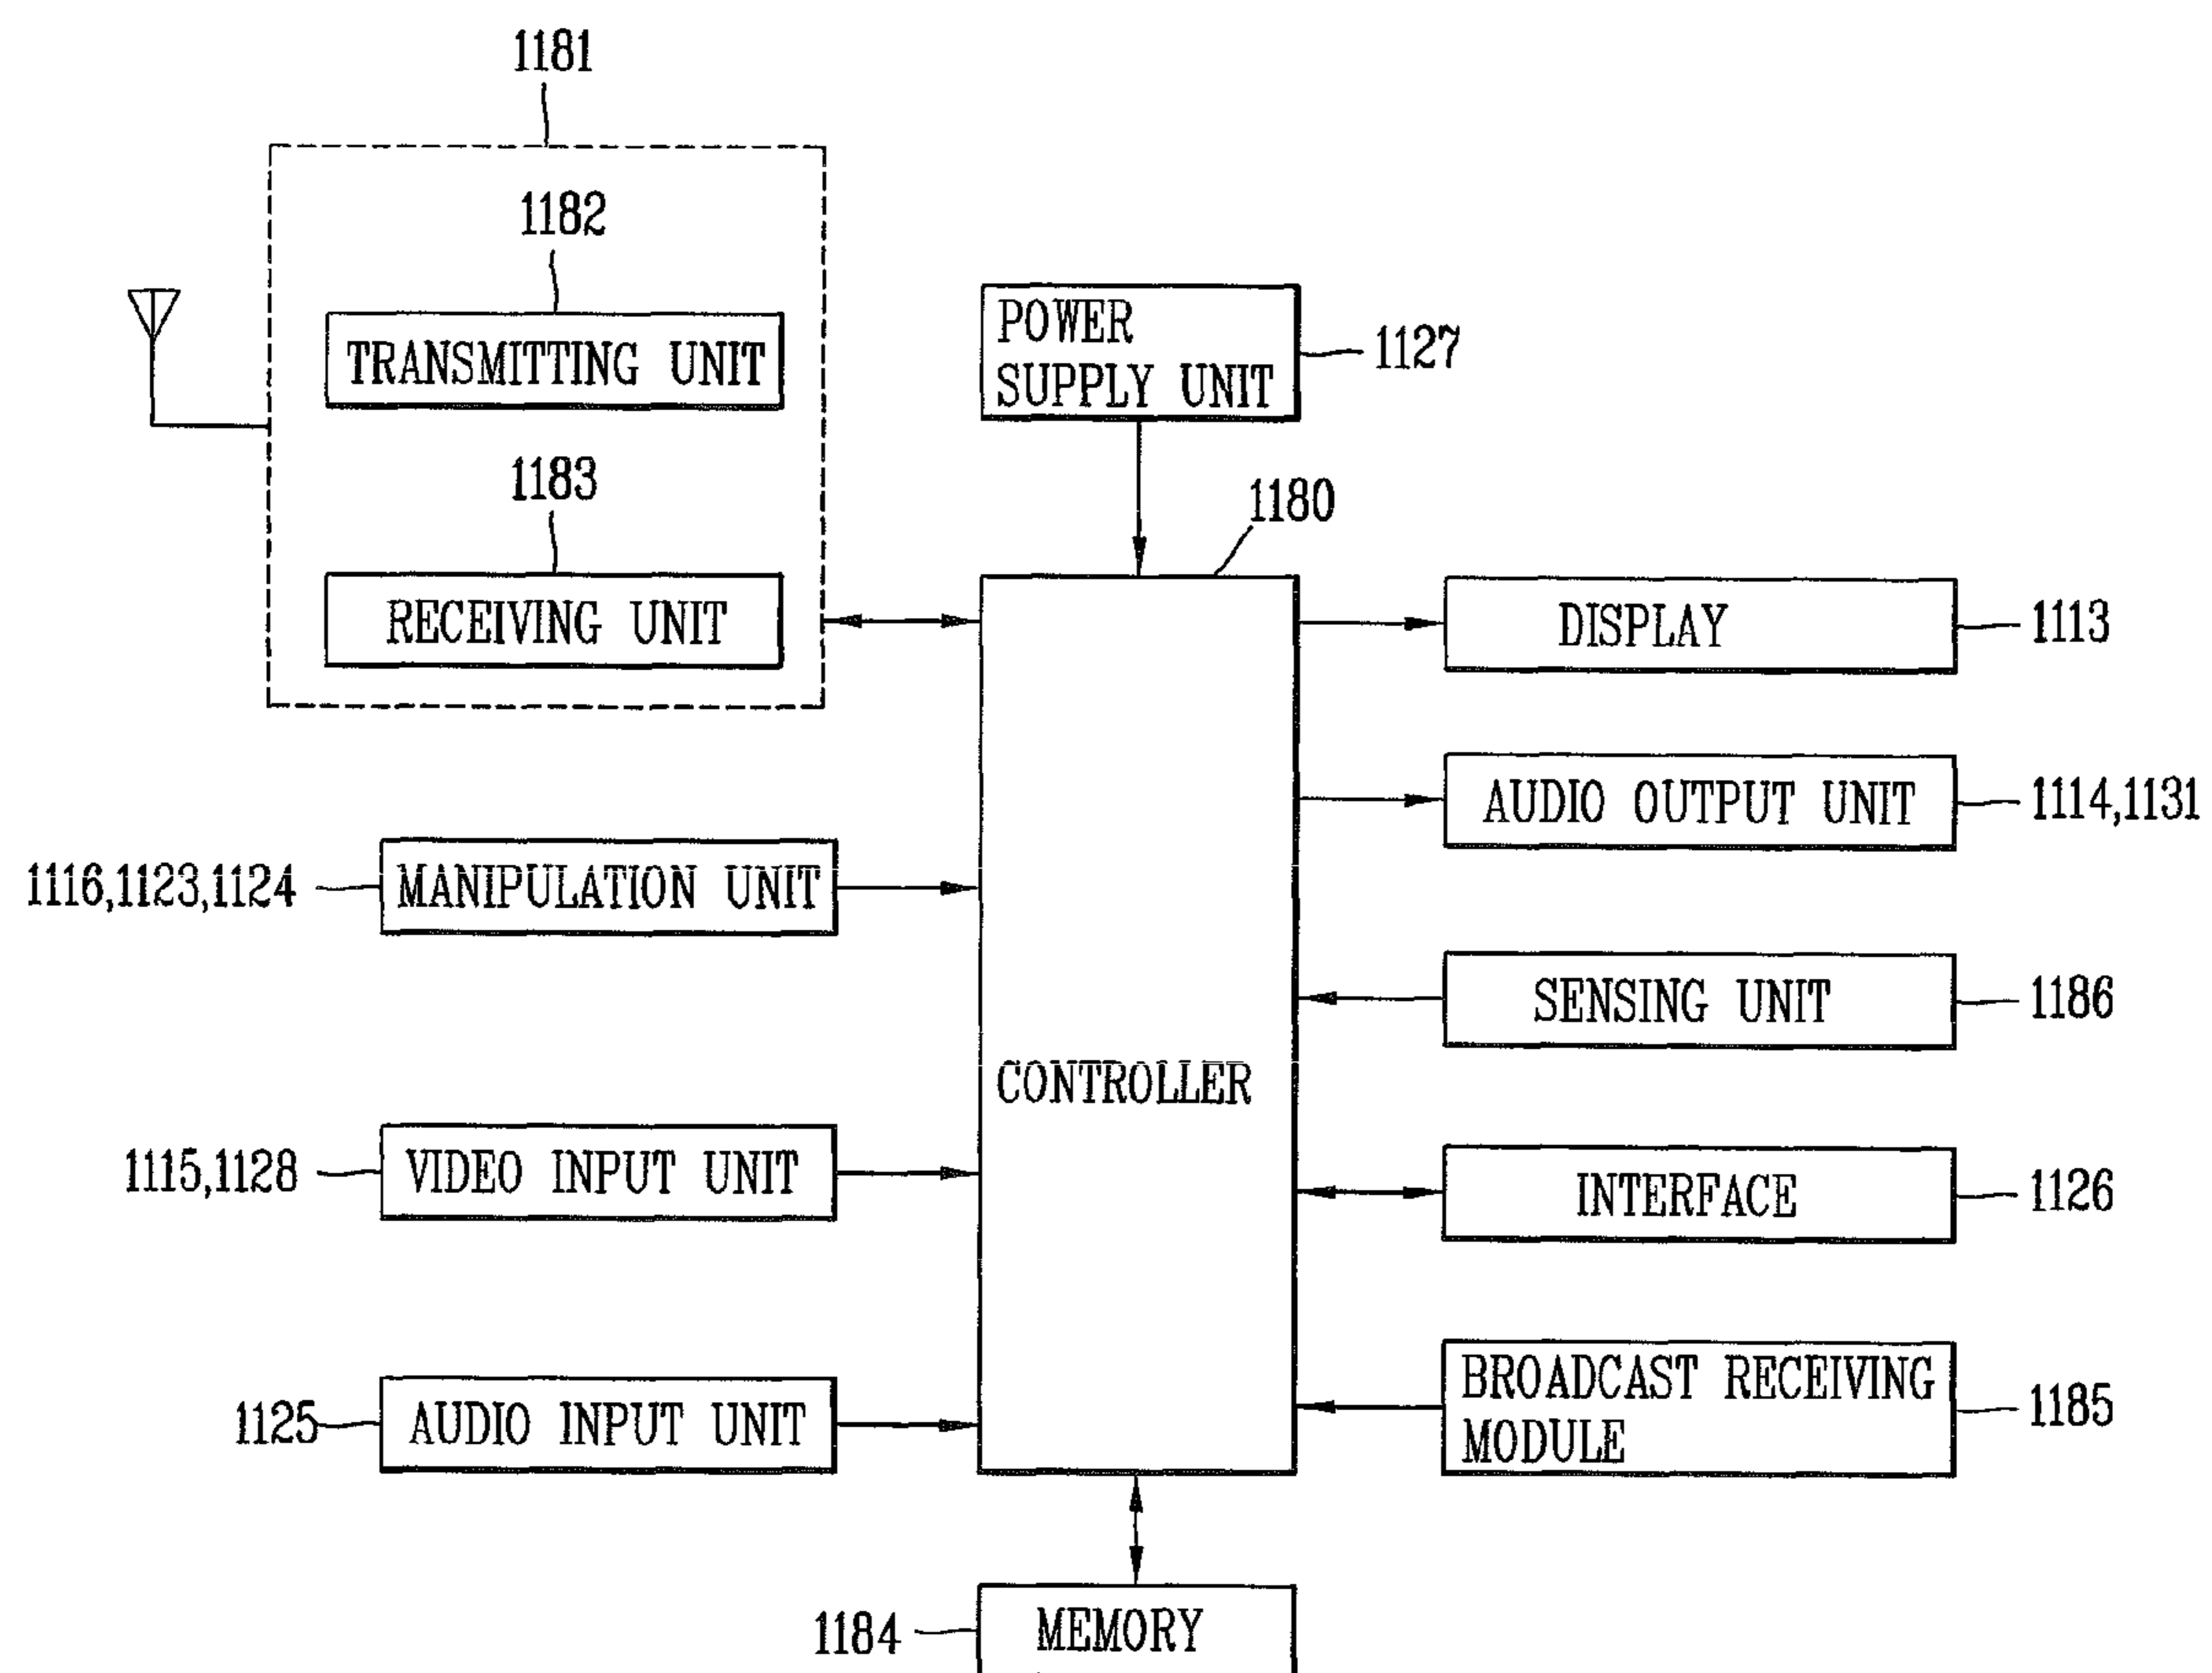 1181
1182
TRANSMITTING UNIT
1183
RECEIVING UNIT
POWER
SUPPLY UNIT
1127
1180
CONTROLLER
1116,1123,1124
MANIPULATION UNIT
1115,1128
VIDEO INPUT UNIT
1125
AUDIO INPUT UNIT
DISPLAY
1113
AUDIO OUTPUT UNIT
1114,1131
SENSING UNIT
1186
INTERFACE
1126
BROADCAST RECEIVING
MODULE
1185
1184
MEMORY